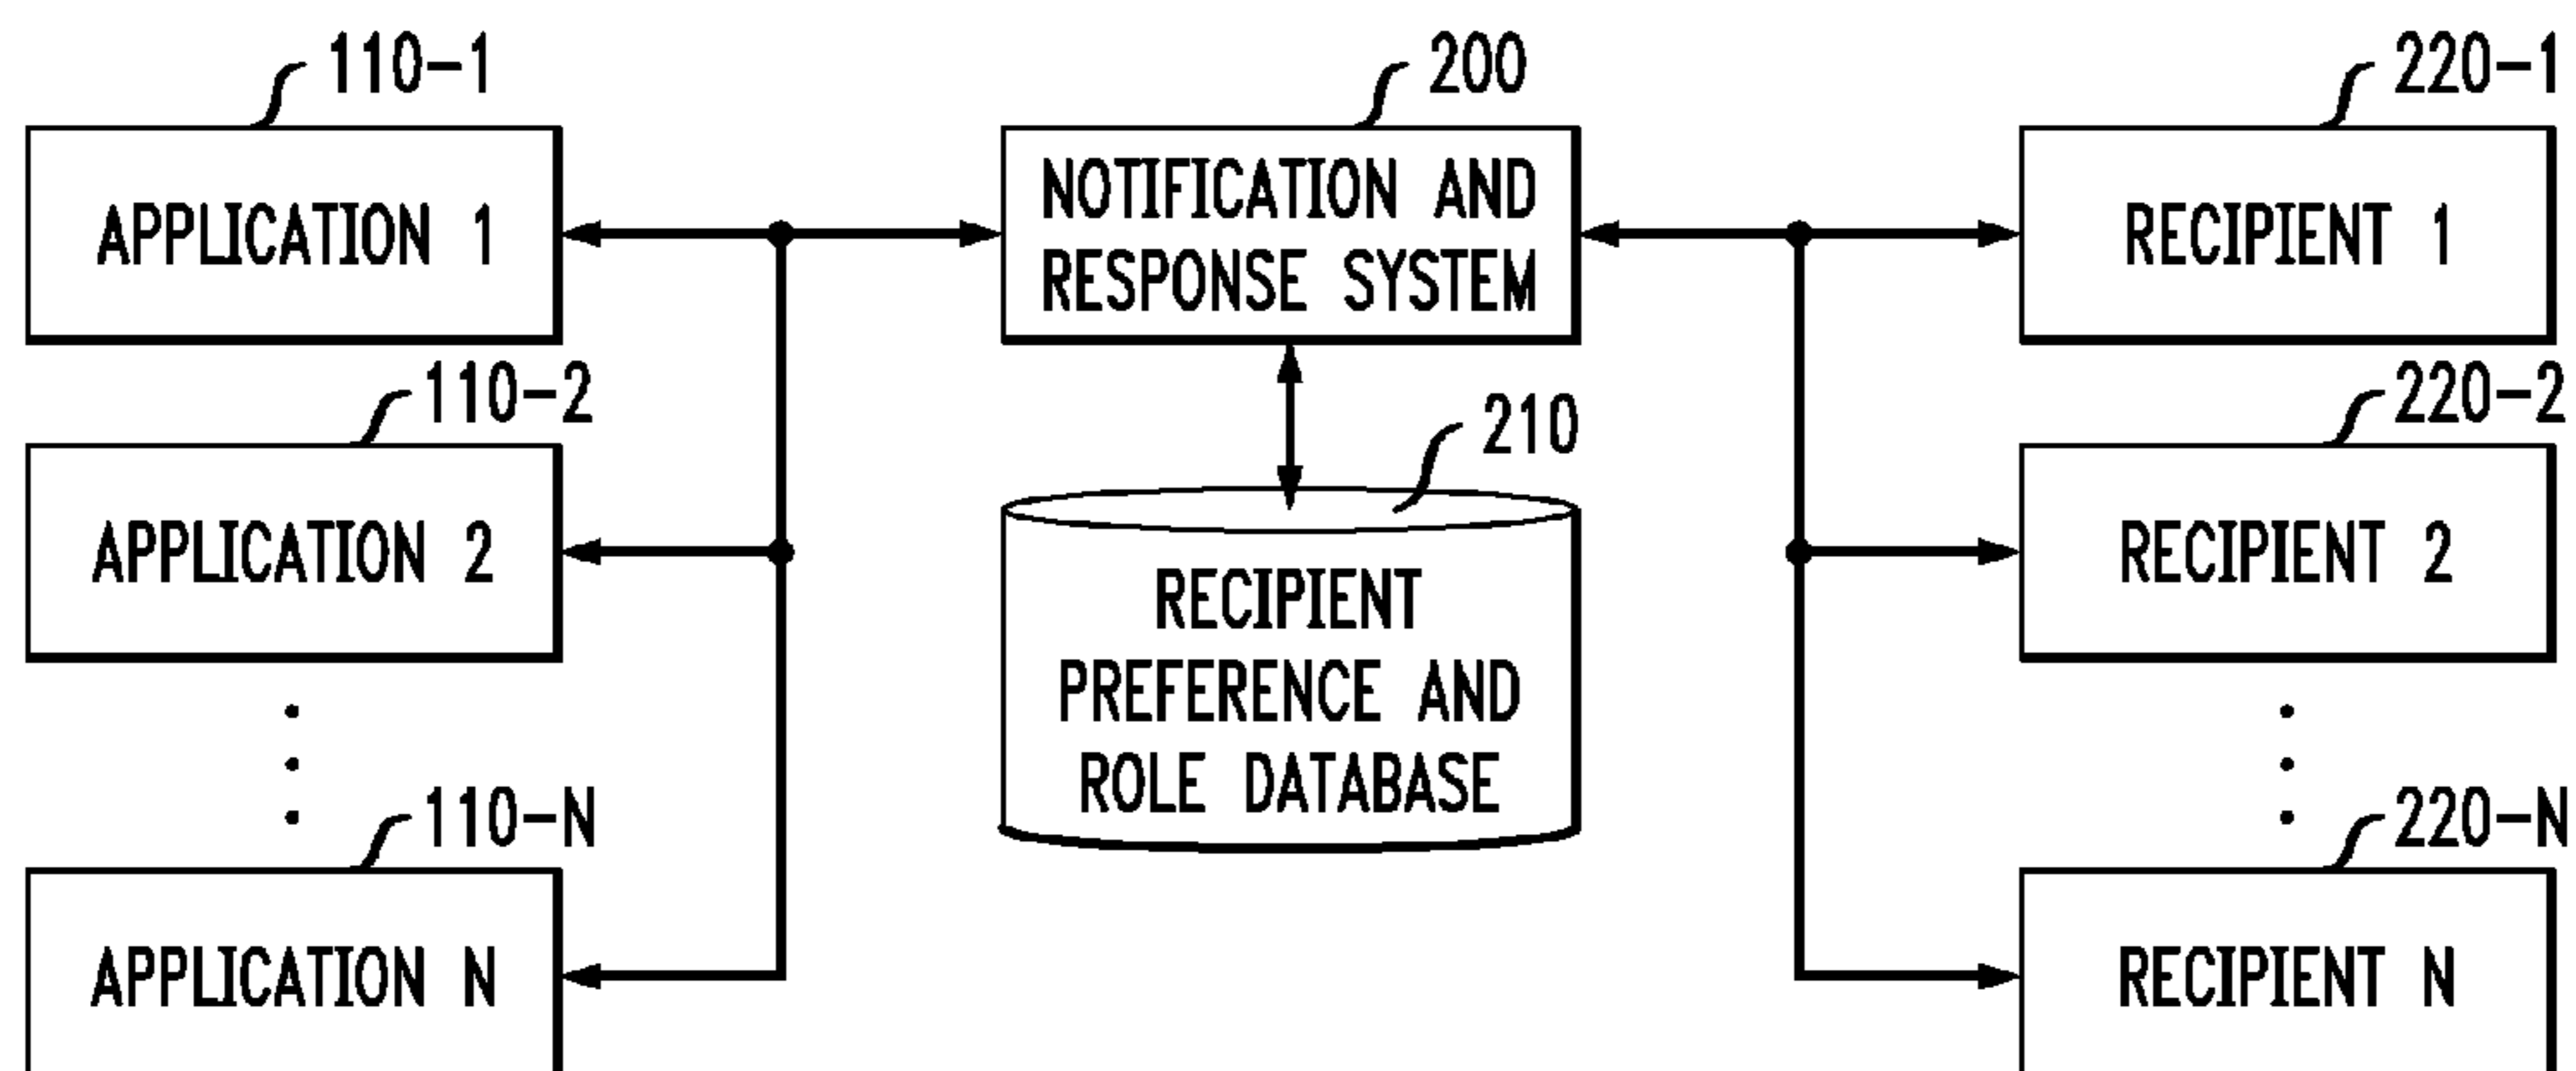 110-1
APPLICATION 1
110-2
APPLICATION 2
110-N
APPLICATION N
200
NOTIFICATION AND
RESPONSE SYSTEM
210
RECIPIENT
PREFERENCE AND
ROLE DATABASE
220-1
RECIPIENT 1
220-2
RECIPIENT 2
220-N
RECIPIENT N